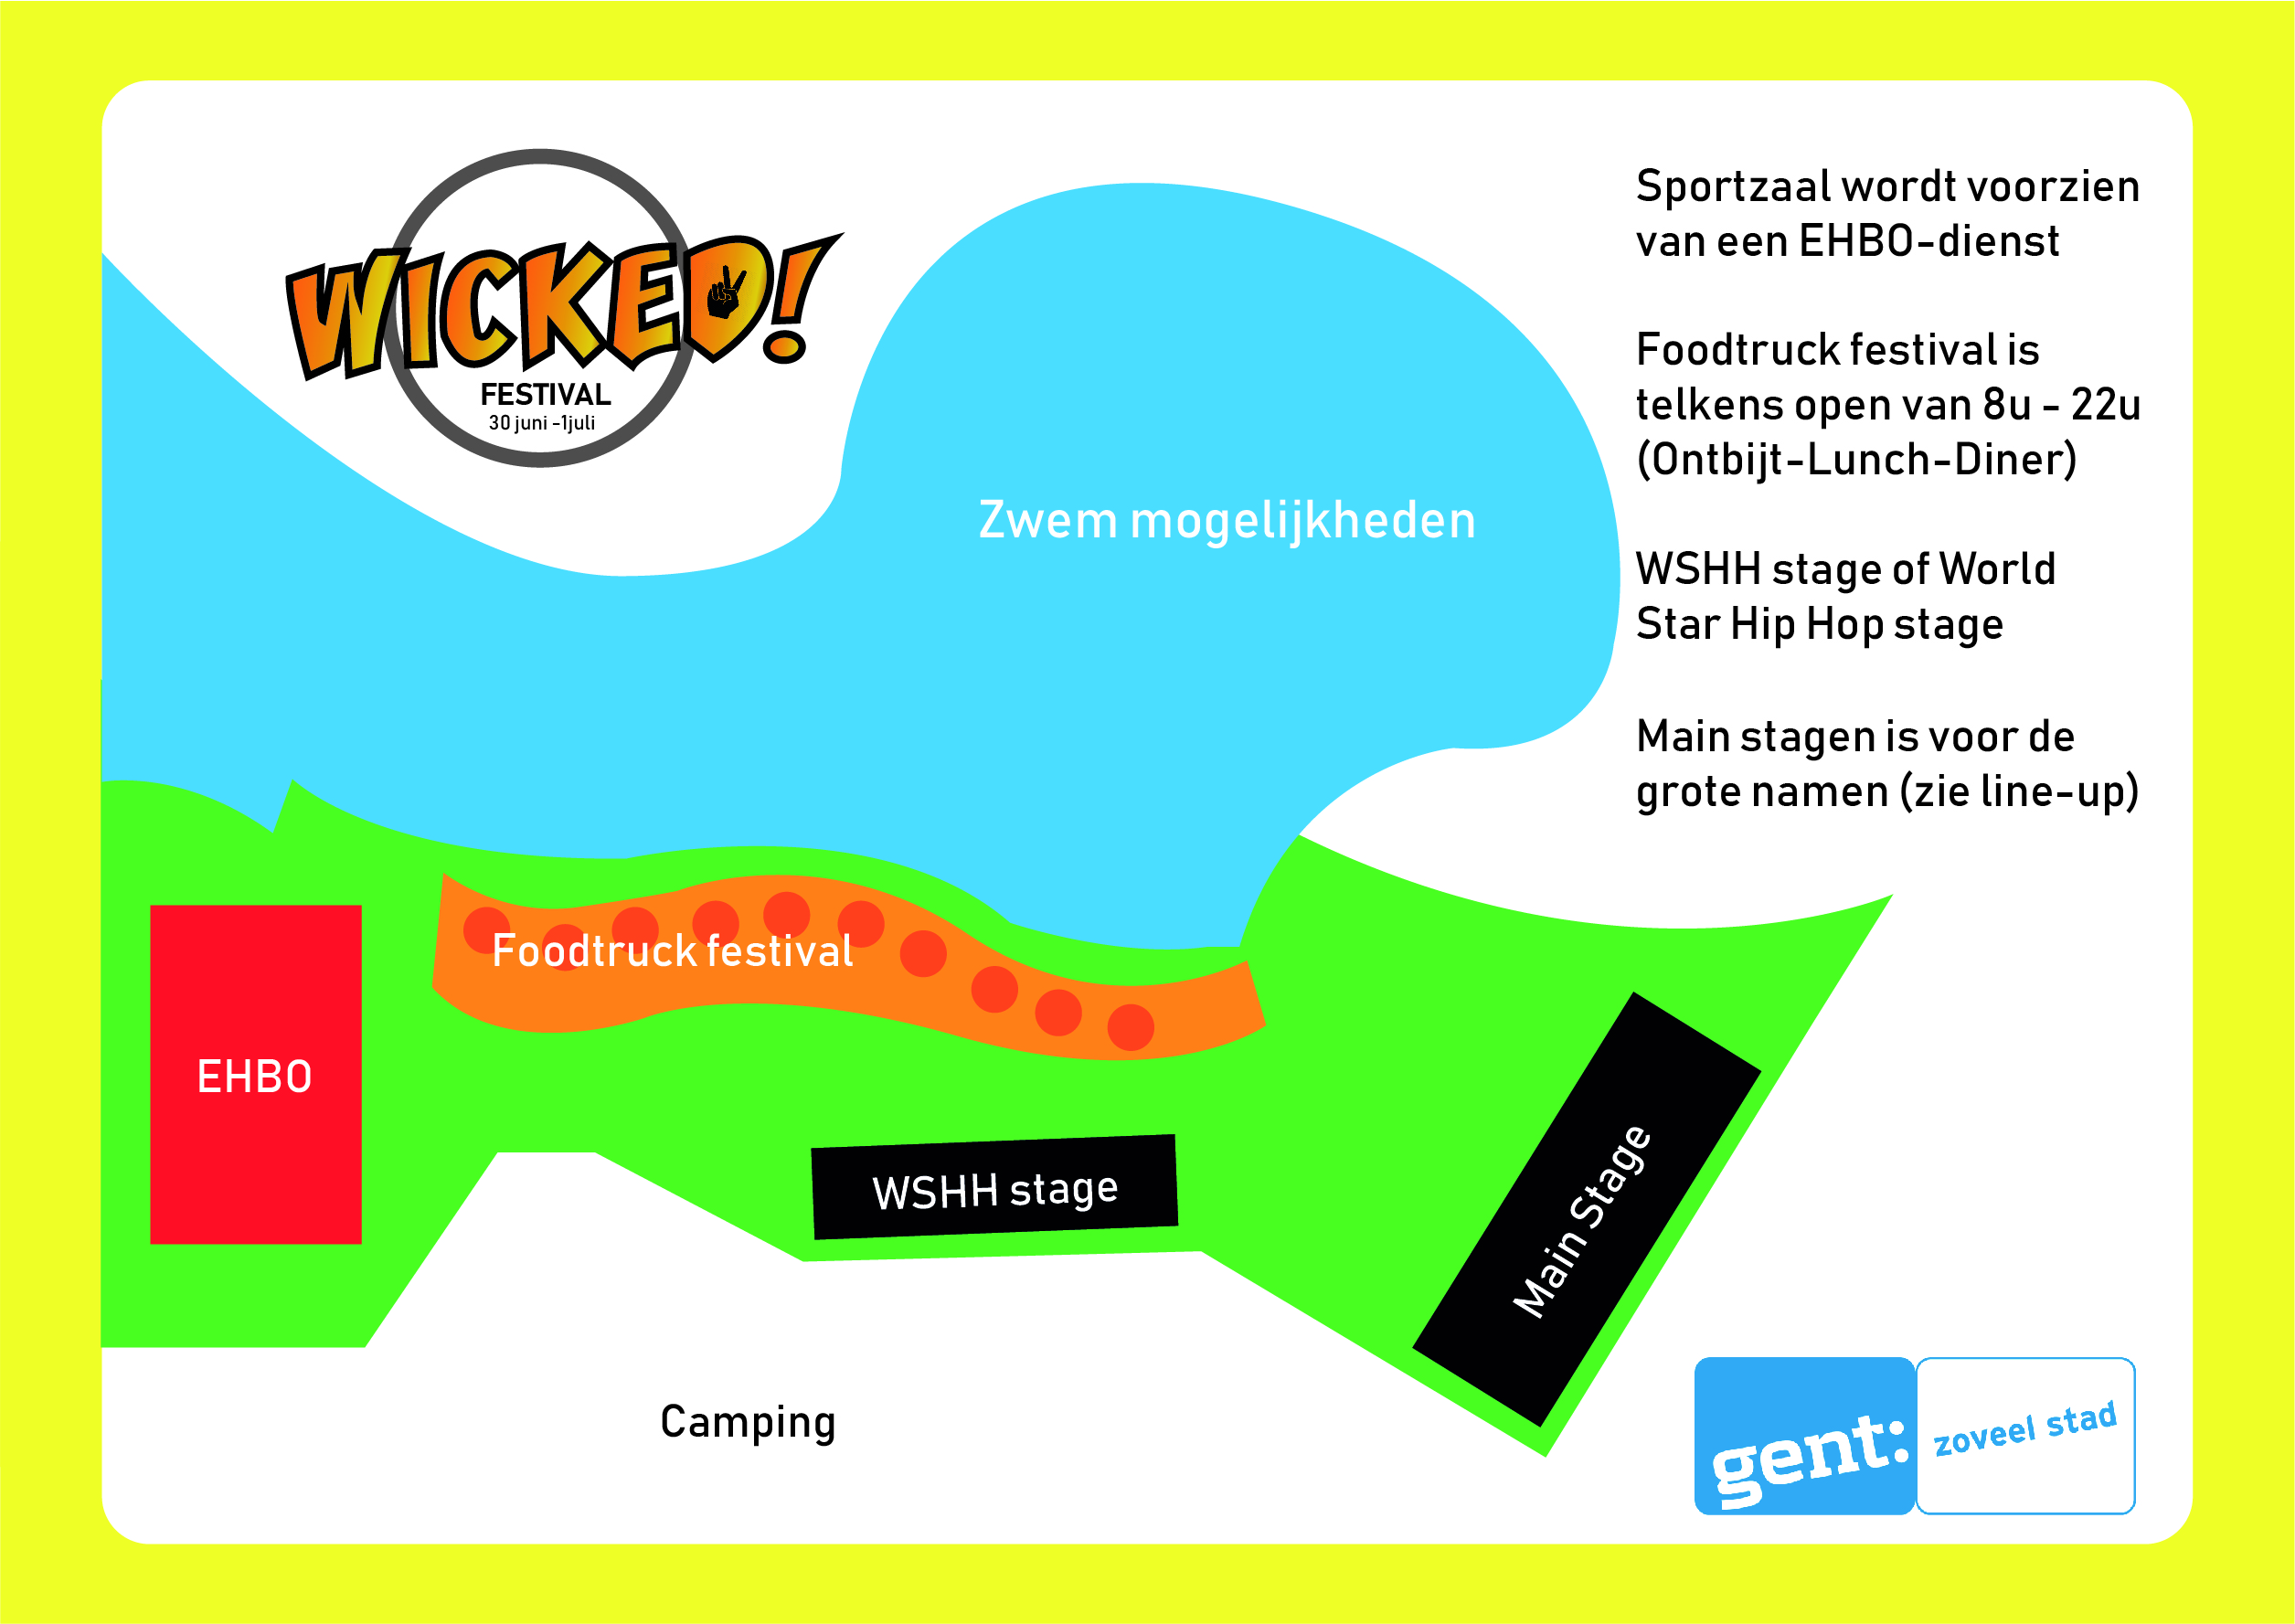 WICKED!
FESTIVAL
30 juni -1juli
Sportzaal wordt voorzien
van een EHBO-dienst
Foodtruck festival is
telkens open van 8u - 22u
(Ontbijt-Lunch-Diner)
WSHH stage of World
Star Hip Hop stage
Main stagen is voor de
grote namen (zie line-up)
Zwem mogelijkheden
Foodtruck festival
EHBO
WSHH stage
Main Stage
Camping
gent:
zoveel stad